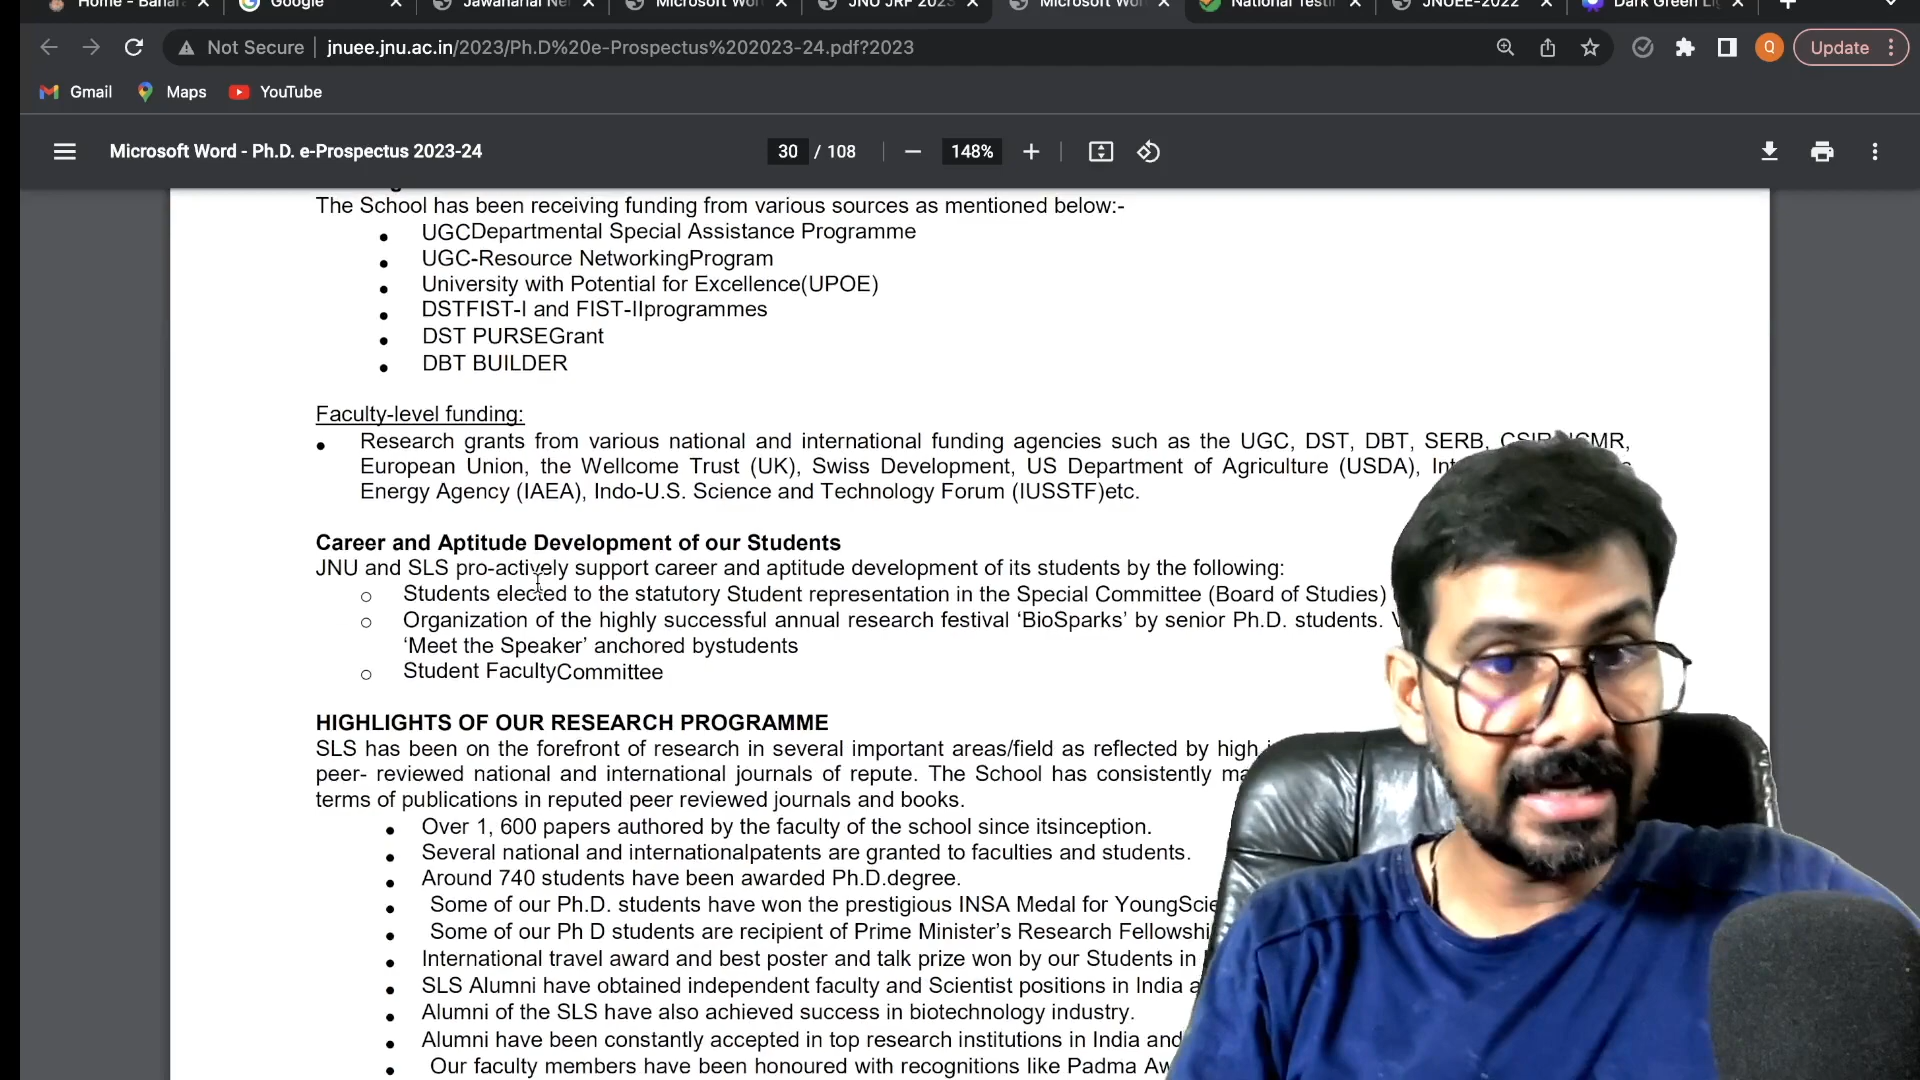 Home - Bahar
Google
Jawaharlal Ne
Microsoft Wor
JNU JRF 2023
Microsoft Wor
National Testi
JNUEE-2022
Dark Green Li
Not Secure
jnuee.jnu.ac.in/2023/Ph.D%20e-Prospectus%202023-24.pdf?2023
Q
Update
Gmail
Maps
YouTube
Microsoft Word - Ph.D. e-Prospectus 2023-24
30 / 108
148%
The School has been receiving funding from various sources as mentioned below:-
UGCDepartmental Special Assistance Programme
UGC-Resource NetworkingProgram
University with Potential for Excellence(UPOE)
DSTFIST-I and FIST-IIprogrammes
DST PURSEGrant
DBT BUILDER
Faculty-level funding:
Research grants from various national and international funding agencies such as the UGC, DST, DBT, SERB, CSIR, ICMR,
European Union, the Wellcome Trust (UK), Swiss Development, US Department of Agriculture (USDA),
Energy Agency (IAEA), Indo-U.S. Science and Technology Forum (IUSSTF)etc.
Career and Aptitude Development of our Students
JNU and SLS pro-actively support career and aptitude development of its students by the following:
Students elected to the statutory Student representation in the Special Committee (Board of Studies)
Organization of the highly successful annual research festival ‘BioSparks’ by senior Ph.D. students.
‘Meet the Speaker’ anchored bystudents
Student FacultyCommittee
HIGHLIGHTS OF OUR RESEARCH PROGRAMME
SLS has been on the forefront of research in several important areas/field as reflected by high
peer- reviewed national and international journals of repute. The School has consistently
terms of publications in reputed peer reviewed journals and books.
Over 1, 600 papers authored by the faculty of the school since itsinception.
Several national and internationalpatents are granted to faculties and students.
Around 740 students have been awarded Ph.D.degree.
Some of our Ph.D. students have won the prestigious INSA Medal for YoungScie
Some of our Ph D students are recipient of Prime Minister’s Research Fellowshi
International travel award and best poster and talk prize won by our Students in
SLS Alumni have obtained independent faculty and Scientist positions in India
Alumni of the SLS have also achieved success in biotechnology industry.
Alumni have been constantly accepted in top research institutions in India and
Our faculty members have been honoured with recognitions like Padma Aw